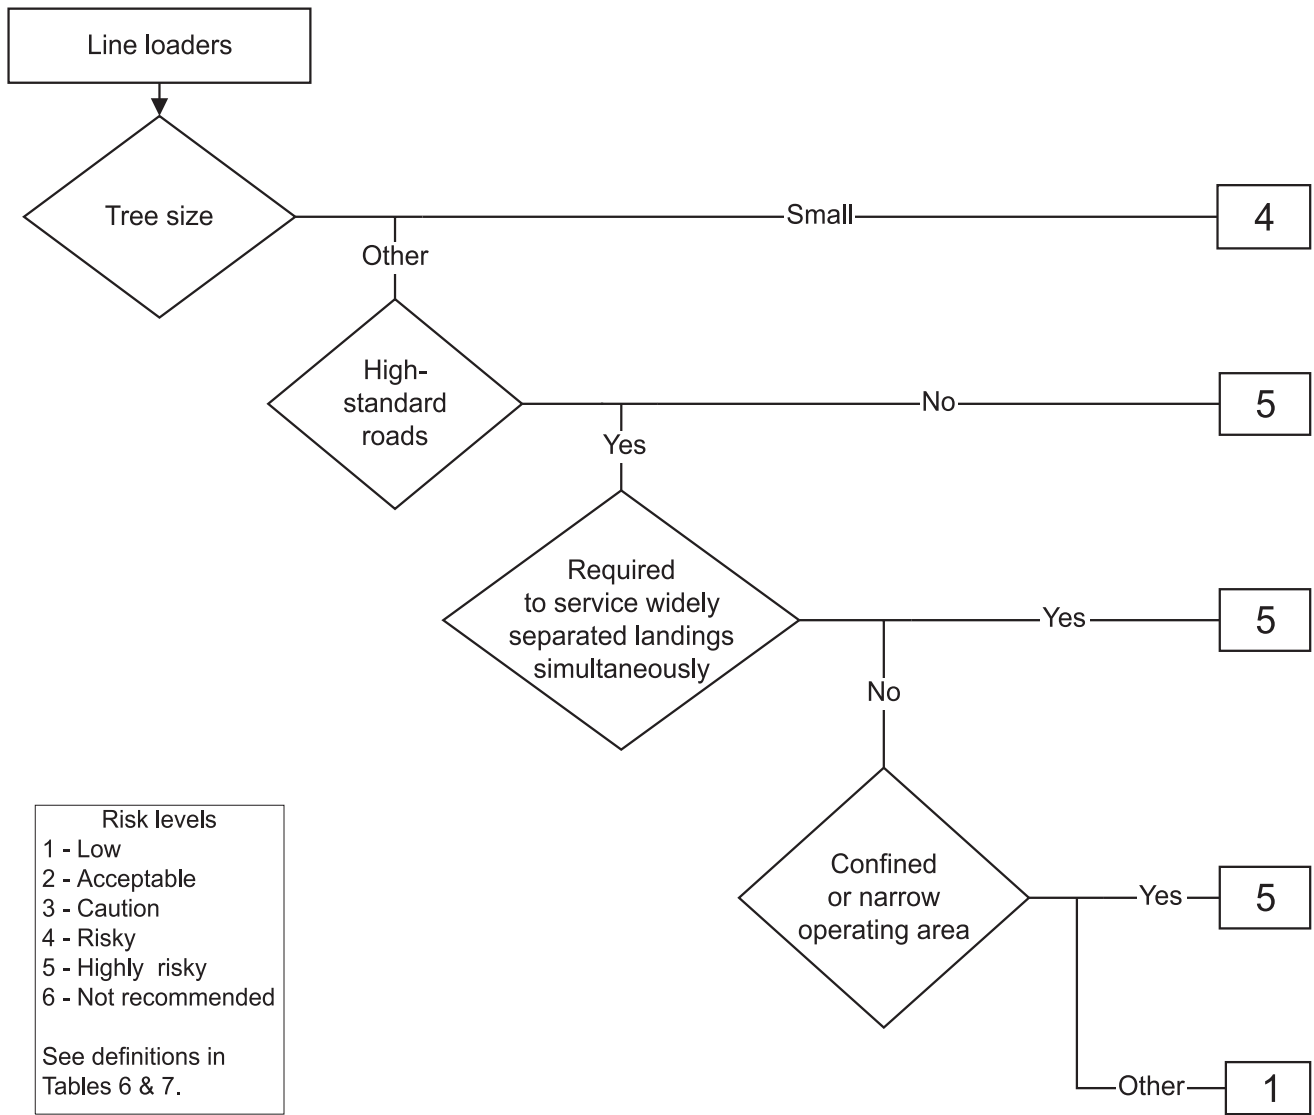 Line loaders
Tree size
Small
4
Other
High-
standard
roads
No
5
Yes
Required
to service widely
separated landings
simultaneously
Yes
5
No
Confined
or narrow
operating area
Yes
5
Other
1
Risk levels
1 - Low
2 - Acceptable
3 - Caution
4 - Risky
5 - Highly risky
6 - Not recommended
See definitions in
Tables 6 & 7.